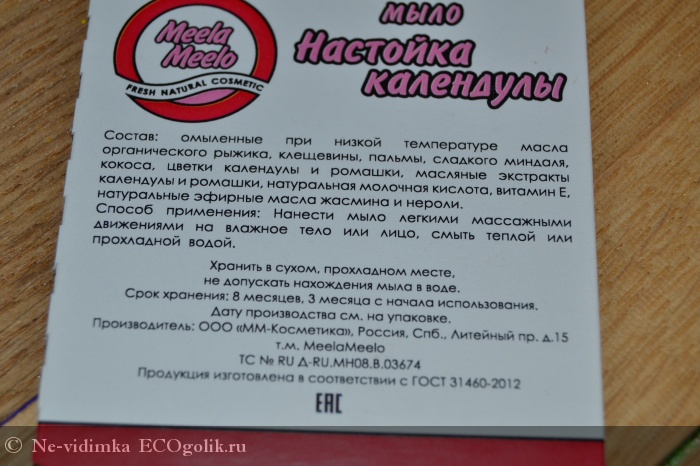 Meela
Meelo
FRESH NATURAL COSMETIC
МЫЛО
Настойка
календулы
Состав: омыленные при низкой температуре масла
органического рыжика, клещевины, пальмы, сладкого миндаля,
кокоса, цветки календулы и ромашки, масляные экстракты
календулы и ромашки, натуральная молочная кислота, витамин Е,
натуральные эфирные масла жасмина и нероли.
Способ применения: Нанести мыло легкими массажными
движениями на влажное тело или лицо, смыть теплой или
прохладной водой.
Хранить в сухом, прохладном месте,
не допускать нахождения мыла в воде.
Срок хранения: 8 месяцев, 3 месяца с начала использования.
Дату производства см. на упаковке.
Производитель: ООО «ММ-Косметика», Россия, Спб., Литейный пр. д.15
т.м. MeelaMeelo
ТС № RU Д-RU.МН08.В.03674
Продукция изготовлена в соответствии с ГОСТ 31460-2012
EAC
© Ne-vidimka ECOgolik.ru